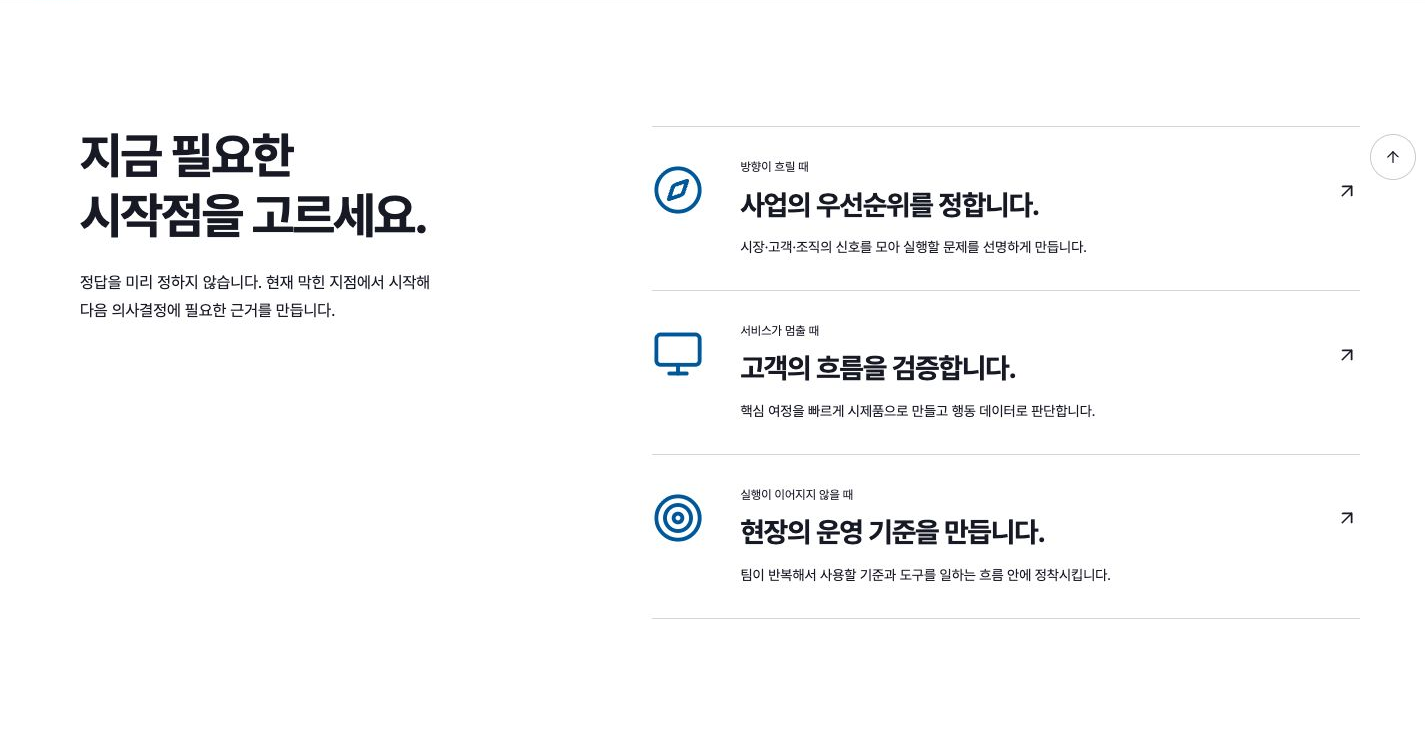 지금 필요한
시작점을 고르세요.
정답을 미리 정하지 않습니다. 현재 막힌 지점에서 시작해
다음 의사결정에 필요한 근거를 만듭니다.
방향이 흐릴 때
사업의 우선순위를 정합니다.
시장·고객·조직의 신호를 모아 실행할 문제를 선명하게 만듭니다.
서비스가 멈출 때
고객의 흐름을 검증합니다.
핵심 여정을 빠르게 시제품으로 만들고 행동 데이터로 판단합니다.
실행이 이어지지 않을 때
현장의 운영 기준을 만듭니다.
팀이 반복해서 사용할 기준과 도구를 일하는 흐름 안에 정착시킵니다.